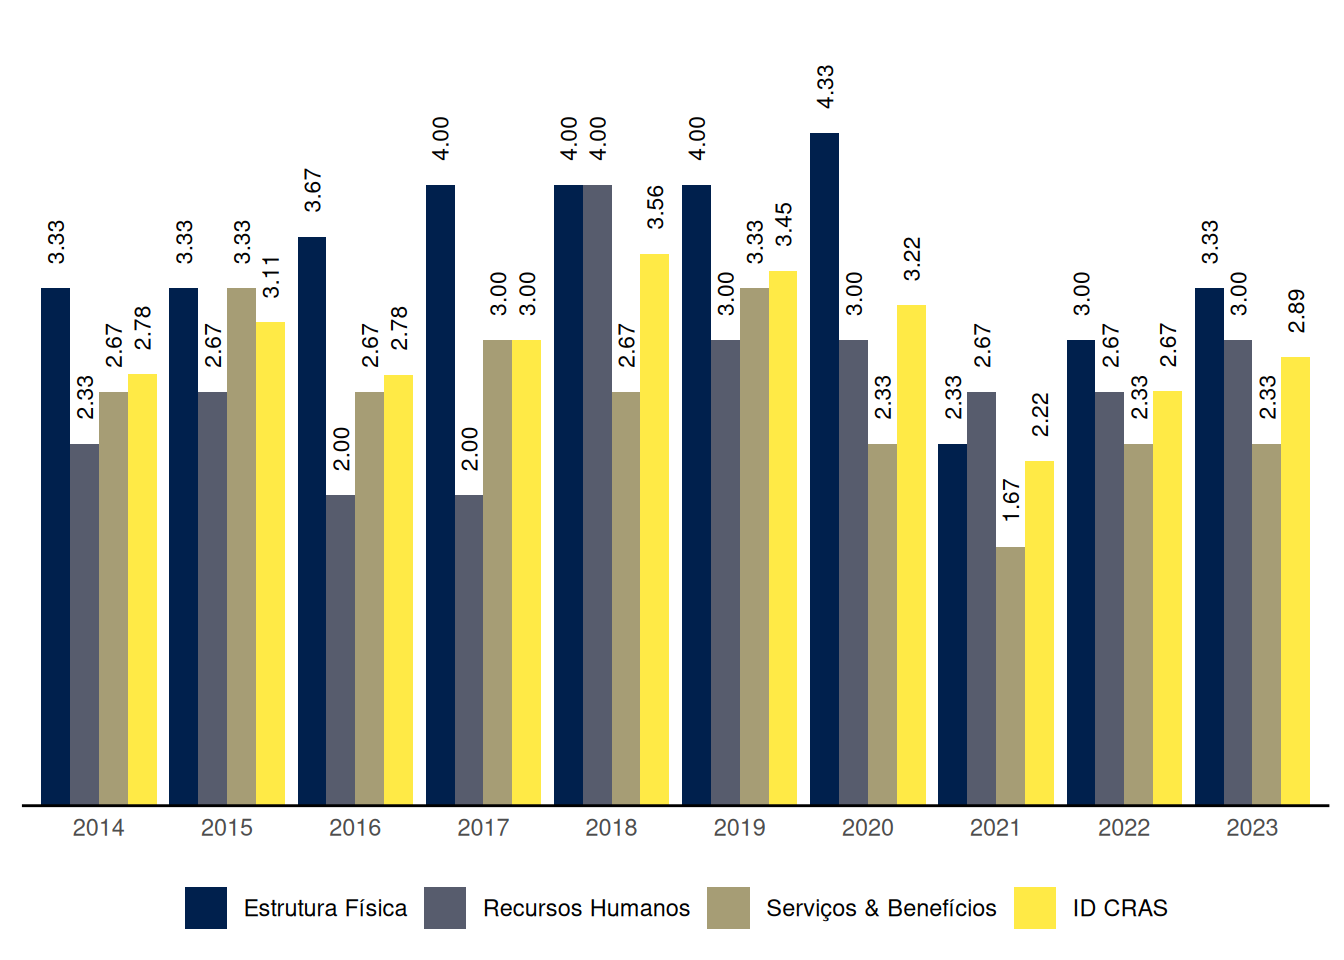 3.33 2.33 2.67 2.78
3.33 2.67 3.33 3.11
3.67 2.00 2.67 2.78
4.00 2.00 3.00 3.00
4.00 4.00 2.67 3.56
4.00 3.00 3.33 3.45
4.33 3.00 2.33 3.22
2.33 2.67 1.67 2.22
3.00 2.67 2.33 2.67
3.33 3.00 2.33 2.89
2014 2015 2016 2017 2018 2019 2020 2021 2022 2023
Estrutura Física Recursos Humanos Serviços & Benefícios ID CRAS